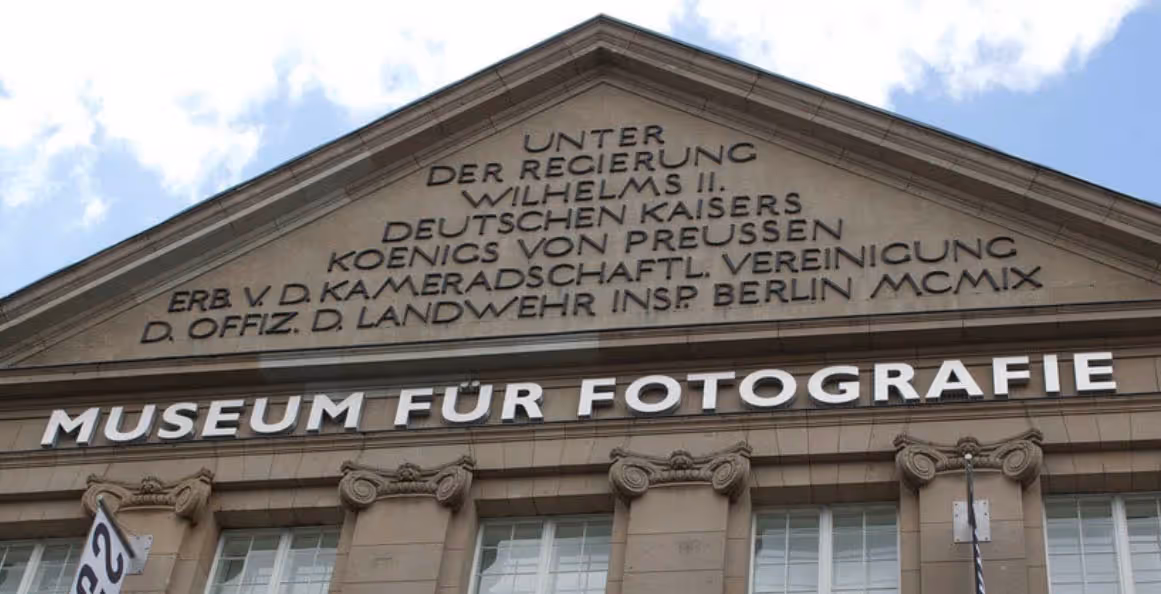 UNTER
DER REGIERUNG
WILHELMS II.
DEUTSCHEN KAISERS
KOENIGS VON PREUSSEN
ERB. V. D. KAMERADSCHAFTL. VEREINIGUNG
D. OFFIZ. D. LANDWEHR INSP. BERLIN MCMIX
MUSEUM FÜR FOTOGRAFIE